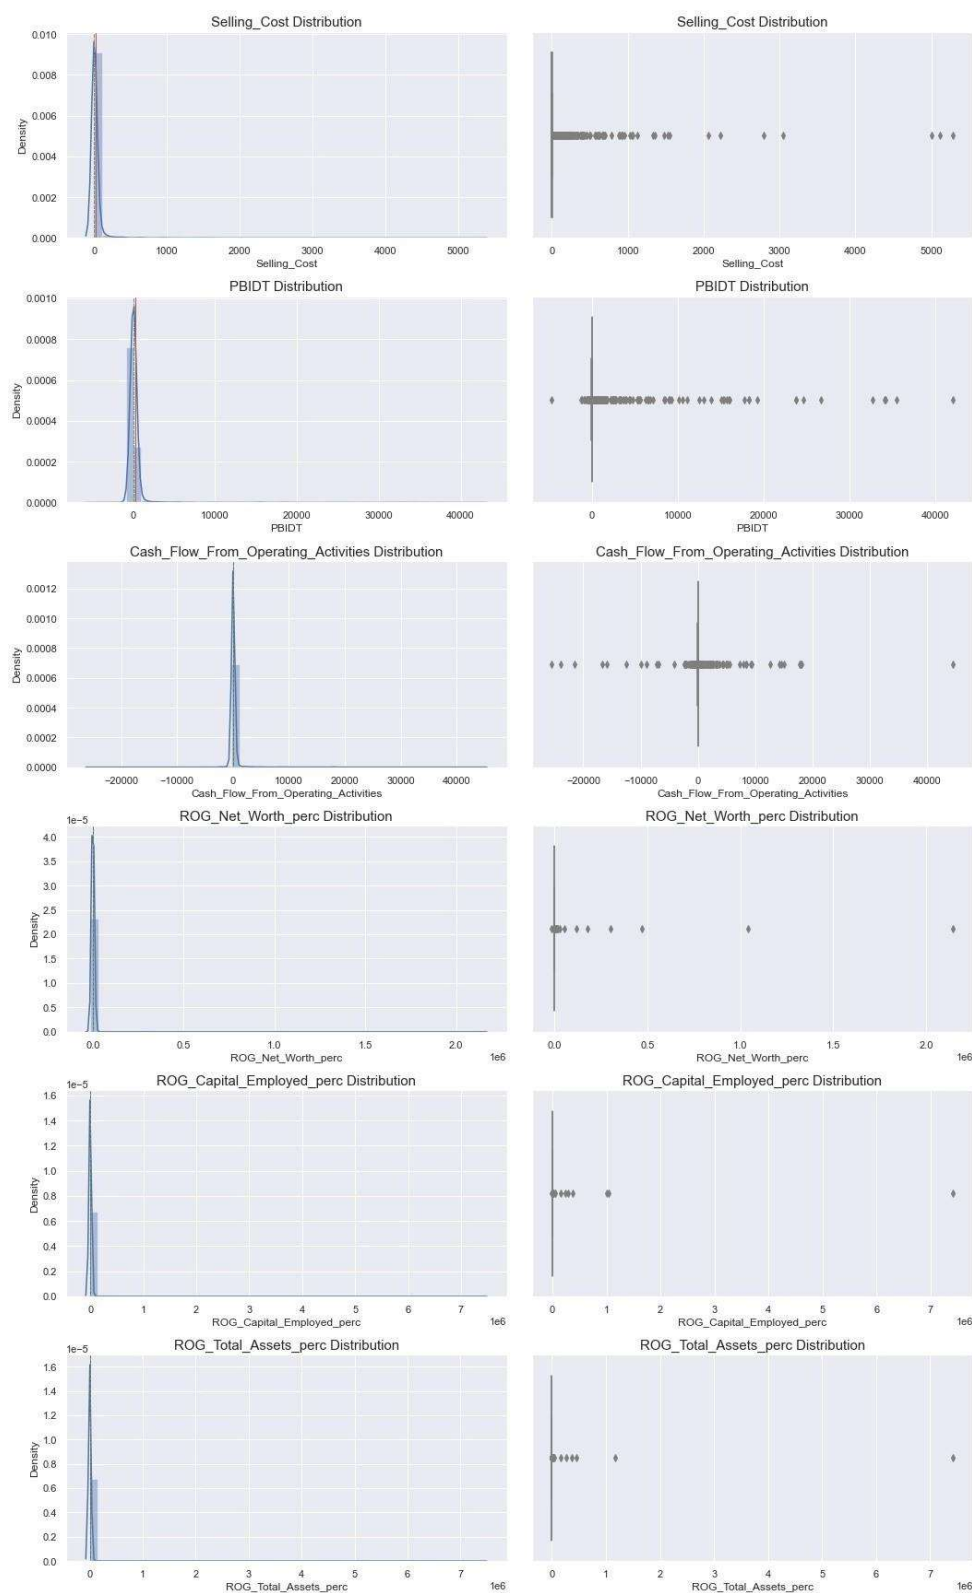 Selling_Cost Distribution
0.010
0.008
0.006
0.004
0.002
0.000
Density
0 1000 2000 3000 4000 5000
Selling_Cost
Selling_Cost Distribution
0 1000 2000 3000 4000 5000
Selling_Cost
PBIDT Distribution
0.0010
0.0008
0.0006
0.0004
0.0002
0.0000
Density
0 10000 20000 30000 40000
PBIDT
PBIDT Distribution
0 10000 20000 30000 40000
PBIDT
Cash_Flow_From_Operating_Activities Distribution
0.0012
0.0010
0.0008
0.0006
0.0004
0.0002
0.0000
Density
−20000 −10000 0 10000 20000 30000 40000
Cash_Flow_From_Operating_Activities
Cash_Flow_From_Operating_Activities Distribution
−20000 −10000 0 10000 20000 30000 40000
Cash_Flow_From_Operating_Activities
1e−5 ROG_Net_Worth_perc Distribution
4.0
3.5
3.0
2.5
2.0
1.5
1.0
0.5
0.0
Density
0.0 0.5 1.0 1.5 2.0
ROG_Net_Worth_perc 1e6
ROG_Net_Worth_perc Distribution
0.0 0.5 1.0 1.5 2.0
ROG_Net_Worth_perc 1e6
1e−5 ROG_Capital_Employed_perc Distribution
1.6
1.4
1.2
1.0
0.8
0.6
0.4
0.2
0.0
Density
0 1 2 3 4 5 6 7
ROG_Capital_Employed_perc 1e6
ROG_Capital_Employed_perc Distribution
0 1 2 3 4 5 6 7
ROG_Capital_Employed_perc 1e6
1e−5 ROG_Total_Assets_perc Distribution
1.6
1.4
1.2
1.0
0.8
0.6
0.4
0.2
0.0
Density
0 1 2 3 4 5 6 7
ROG_Total_Assets_perc 1e6
ROG_Total_Assets_perc Distribution
0 1 2 3 4 5 6 7
ROG_Total_Assets_perc 1e6